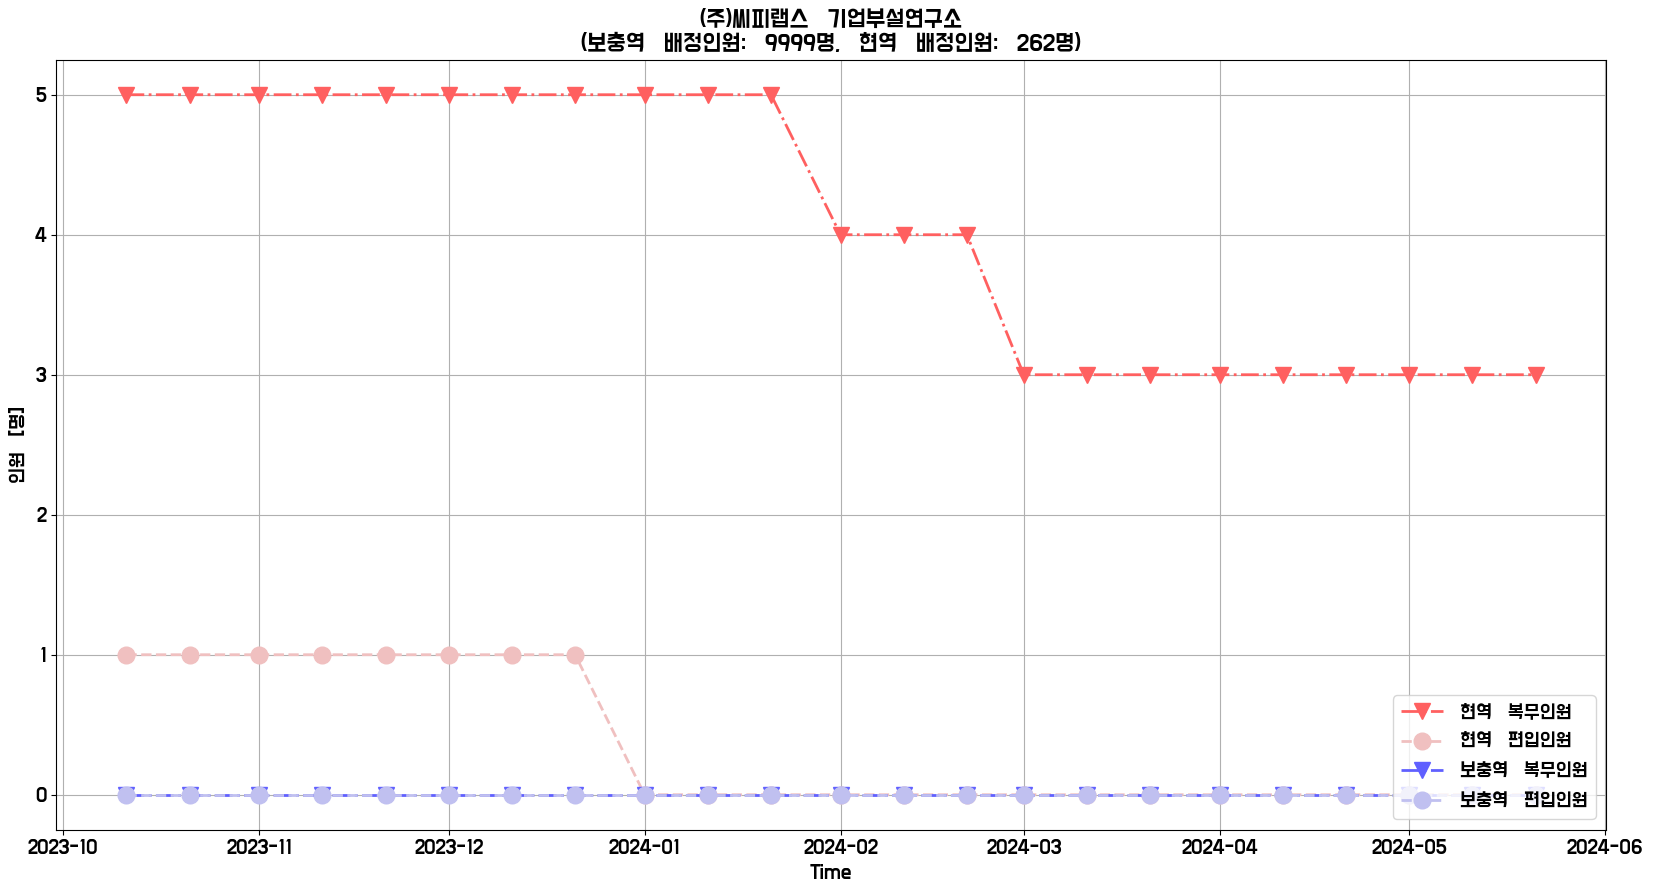 (주)씨피랩스 기업부설연구소
(보충역 배정인원: 9999명, 현역 배정인원: 262명)
5
4
3
2
1
0
인원 [명]
2023-10 2023-11 2023-12 2024-01 2024-02 2024-03 2024-04 2024-05 2024-06
Time
현역 복무인원
현역 편입인원
보충역 복무인원
보충역 편입인원